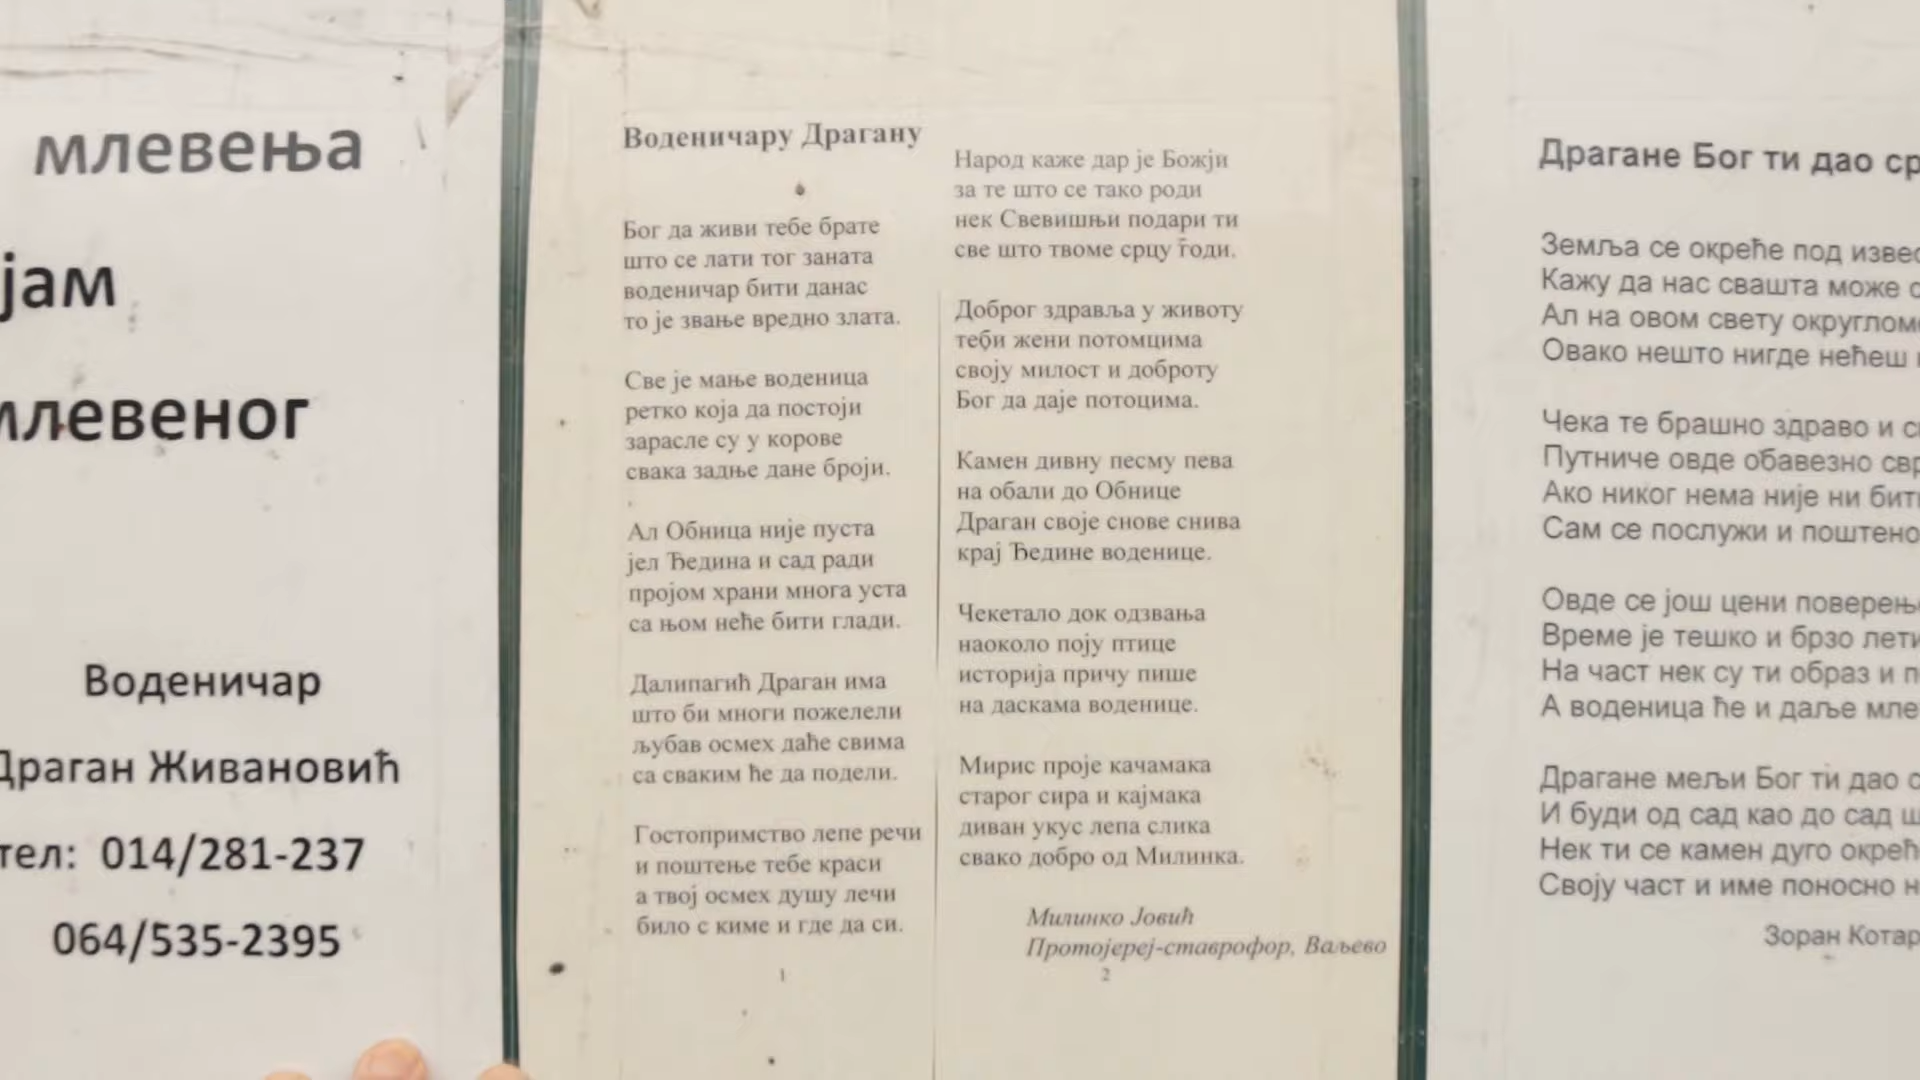 млевења
јам
млевеног
Воденичар
Драган Живановић
тел: 014/281-237
064/535-2395
Воденичару Драгану
Бог да живи тебе брате
што се лати тог заната
воденичар бити данас
то је звање вредно злата.
Све је мање воденица
ретко која да постоји
зарасле су у корове
свака задње дане броји.
Ал Обница није пуста
јел Ђедина и сад ради
пројом храни многа уста
са њом неће бити глади.
Далипагић Драган има
што би многи пожелели
љубав осмех даће свима
са сваким ће да подели.
Гостопримство лепе речи
и поштење тебе краси
а твој осмех душу лечи
било с киме и где да си.
1
Народ каже дар је Божји
за те што се тако роди
нек Свевишњи подари ти
све што твоме срцу годи.
Доброг здравља у животу
теби жени потомцима
своју милост и доброту
Бог да даје потоцима.
Камен дивну песму пева
на обали до Обнице
Драган своје снове снива
крај Ђедине воденице.
Чекетало док одзвања
наоколо поју птице
историја причу пише
на даскама воденице.
Мирис проје качамака
старог сира и кајмака
диван укус лепа слика
свако добро од Милинка.
Милинко Јовић
Протојереј-ставрофор, Ваљево
2
Драгане Бог ти дао ср
Земља се окреће под извес
Кажу да нас свашта може
Ал на овом свету округлом
Овако нешто нигде нећеш
Чека те брашно здраво и
Путниче овде обавезно свр
Ако никог нема није ни бит
Сам се послужи и поштено
Овде се још цени поверењ
Време је тешко и брзо лети
На част нек су ти образ и п
А воденица ће и даље мле
Драгане мељи Бог ти дао
И буди од сад као до сад ш
Нек ти се камен дуго окрећ
Своју част и име поносно н
Зоран Котар